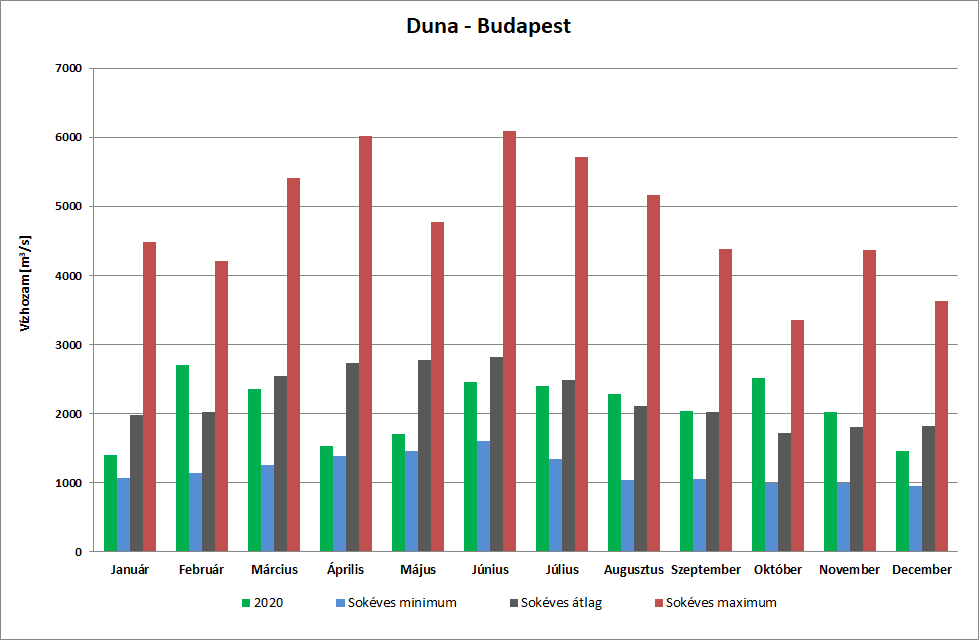 Duna - Budapest
7000
6000
5000
4000
3000
2000
1000
0
Vízhozam [m³/s]
Január Február Március Április Május Június Július Augusztus Szeptember Október November December
2020 Sokéves minimum Sokéves átlag Sokéves maximum